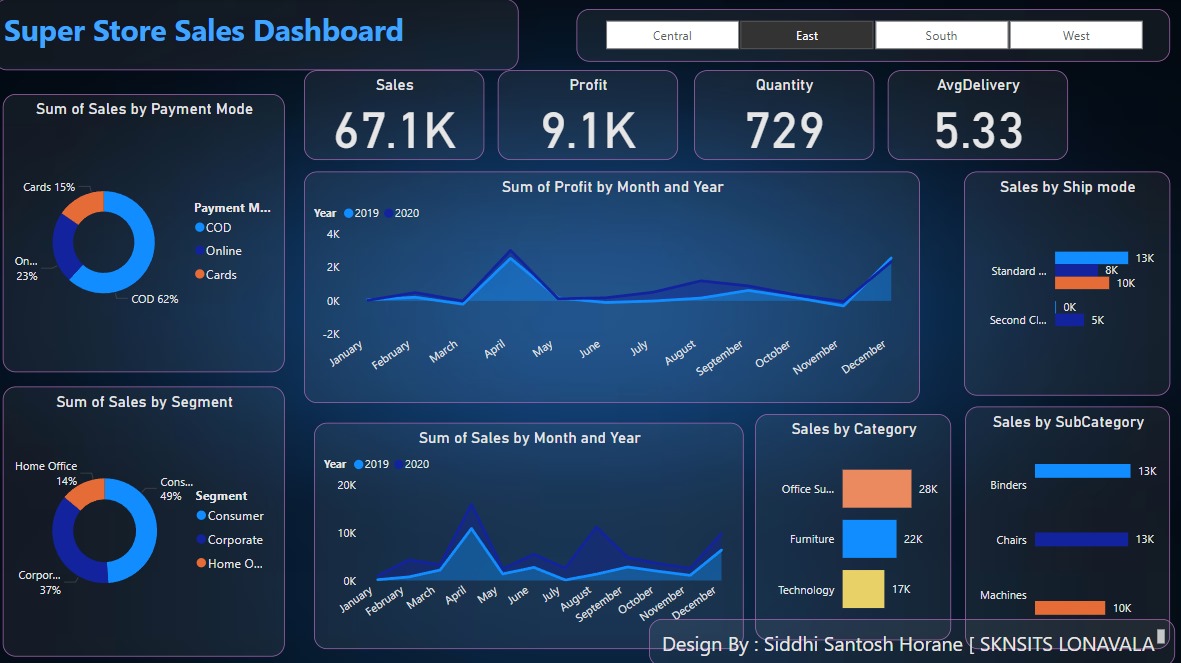 Super Store Sales Dashboard
Central
East
South
West
Sales
67.1K
Profit
9.1K
Quantity
729
AvgDelivery
5.33
Sum of Sales by Payment Mode
Cards 15%
On...
23%
COD 62%
Payment M...
COD
Online
Cards
Sum of Profit by Month and Year
Year 2019 2020
4K
2K
0K
-2K
January
February
March
April
May
June
July
August
September
October
November
December
Sales by Ship mode
Standard ...
13K
8K
10K
Second Cl...
0K
5K
Sum of Sales by Segment
Home Office
14%
Cons...
49%
Corpor...
37%
Segment
Consumer
Corporate
Home O...
Sum of Sales by Month and Year
Year 2019 2020
20K
10K
0K
January
February
March
April
May
June
July
August
September
October
November
December
Sales by Category
Office Su... 28K
Furniture 22K
Technology 17K
Sales by SubCategory
Binders 13K
Chairs 13K
Machines 10K
Design By : Siddhi Santosh Horane [ SKNSITS LONAVALA